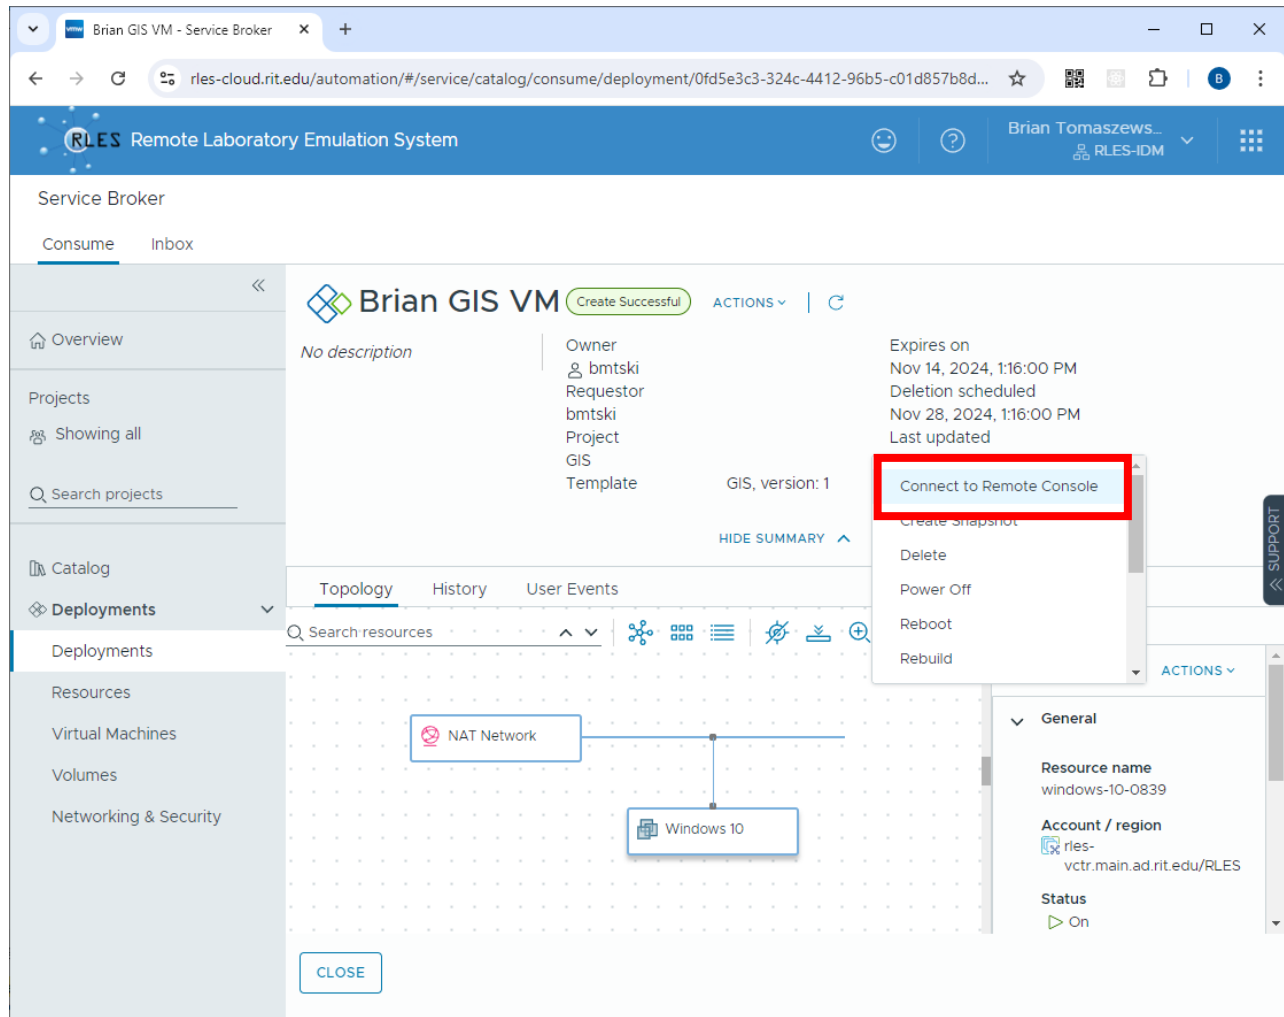 Brian GIS VM - Service Broker
rles-cloud.rit.edu/automation/#/service/catalog/consume/deployment/0fd5e3c3-324c-4412-96b5-c01d857b8d...
B
RLES Remote Laboratory Emulation System
Brian Tomaszews...
RLES-IDM
Service Broker
Consume Inbox
Overview
Projects
Showing all
Search projects
Catalog
Deployments
Deployments
Resources
Virtual Machines
Volumes
Networking & Security
Brian GIS VM Create Successful ACTIONS
No description
Owner
bmtski
Requestor
bmtski
Project
GIS
Template GIS, version: 1
Expires on
Nov 14, 2024, 1:16:00 PM
Deletion scheduled
Nov 28, 2024, 1:16:00 PM
Last updated
HIDE SUMMARY
Connect to Remote Console
Create Snapshot
Delete
Power Off
Reboot
Rebuild
SUPPORT
Topology History User Events
Search resources
NAT Network
Windows 10
ACTIONS
General
Resource name
windows-10-0839
Account / region
rles-
vctr.main.ad.rit.edu/RLES
Status
On
CLOSE